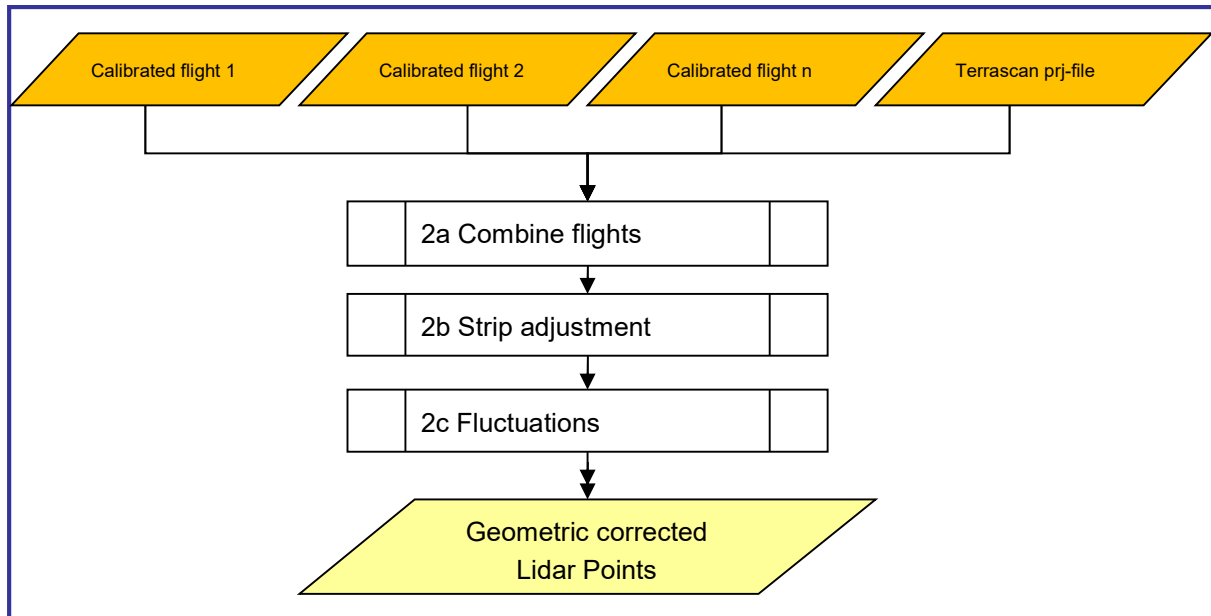 Calibrated flight 1
Calibrated flight 2
Calibrated flight n
Terrascan prj-file
2a Combine flights
2b Strip adjustment
2c Fluctuations
Geometric corrected
Lidar Points